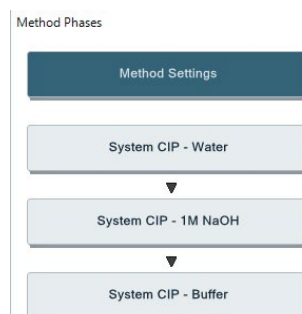 Method Phases
Method Settings
System CIP - Water
System CIP - 1M NaOH
System CIP - Buffer